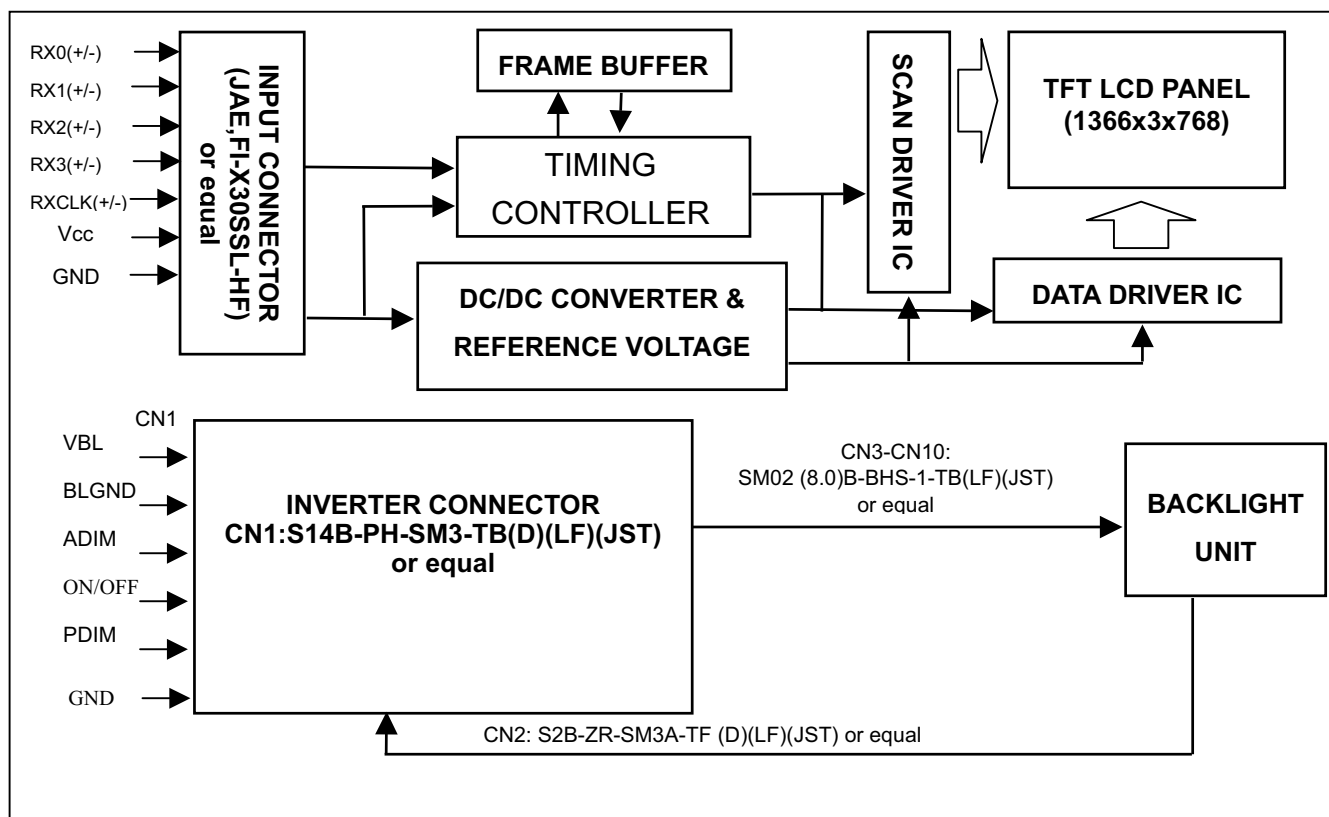 RX0(+/-)
RX1(+/-)
RX2(+/-)
RX3(+/-)
RXCLK(+/-)
Vcc
GND
INPUT CONNECTOR
(JAE,FI-X30SSL-HF)
or equal
FRAME BUFFER
TIMING
CONTROLLER
DC/DC CONVERTER &
REFERENCE VOLTAGE
SCAN DRIVER IC
TFT LCD PANEL
(1366x3x768)
DATA DRIVER IC
CN1
VBL
BLGND
ADIM
ON/OFF
PDIM
GND
INVERTER CONNECTOR
CN1:S14B-PH-SM3-TB(D)(LF)(JST)
or equal
CN3-CN10:
SM02 (8.0)B-BHS-1-TB(LF)(JST)
or equal
BACKLIGHT
UNIT
CN2: S2B-ZR-SM3A-TF (D)(LF)(JST) or equal